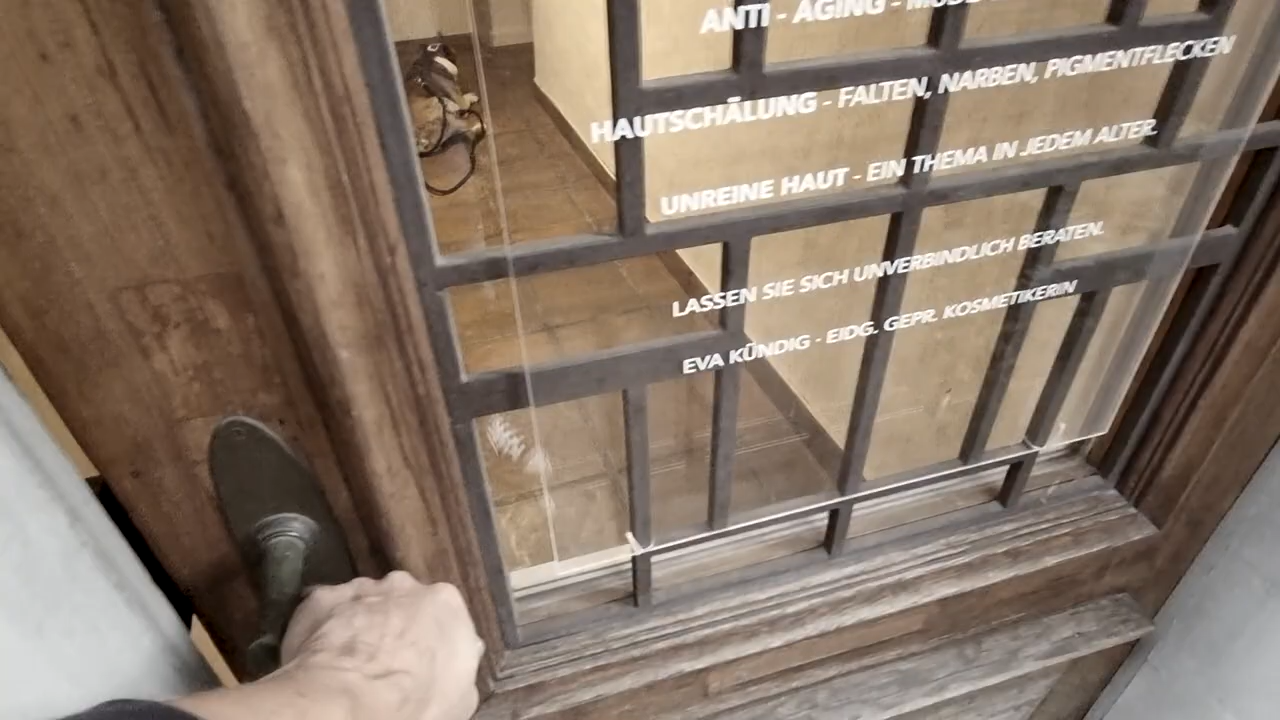 ANTI - AGING -
HAUTSCHÄLUNG - FALTEN, NARBEN, PIGMENTFLECKEN
UNREINE HAUT - EIN THEMA IN JEDEM ALTER.
LASSEN SIE SICH UNVERBINDLICH BERATEN.
EVA KÜNDIG - EIDG. GEPR. KOSMETIKERIN